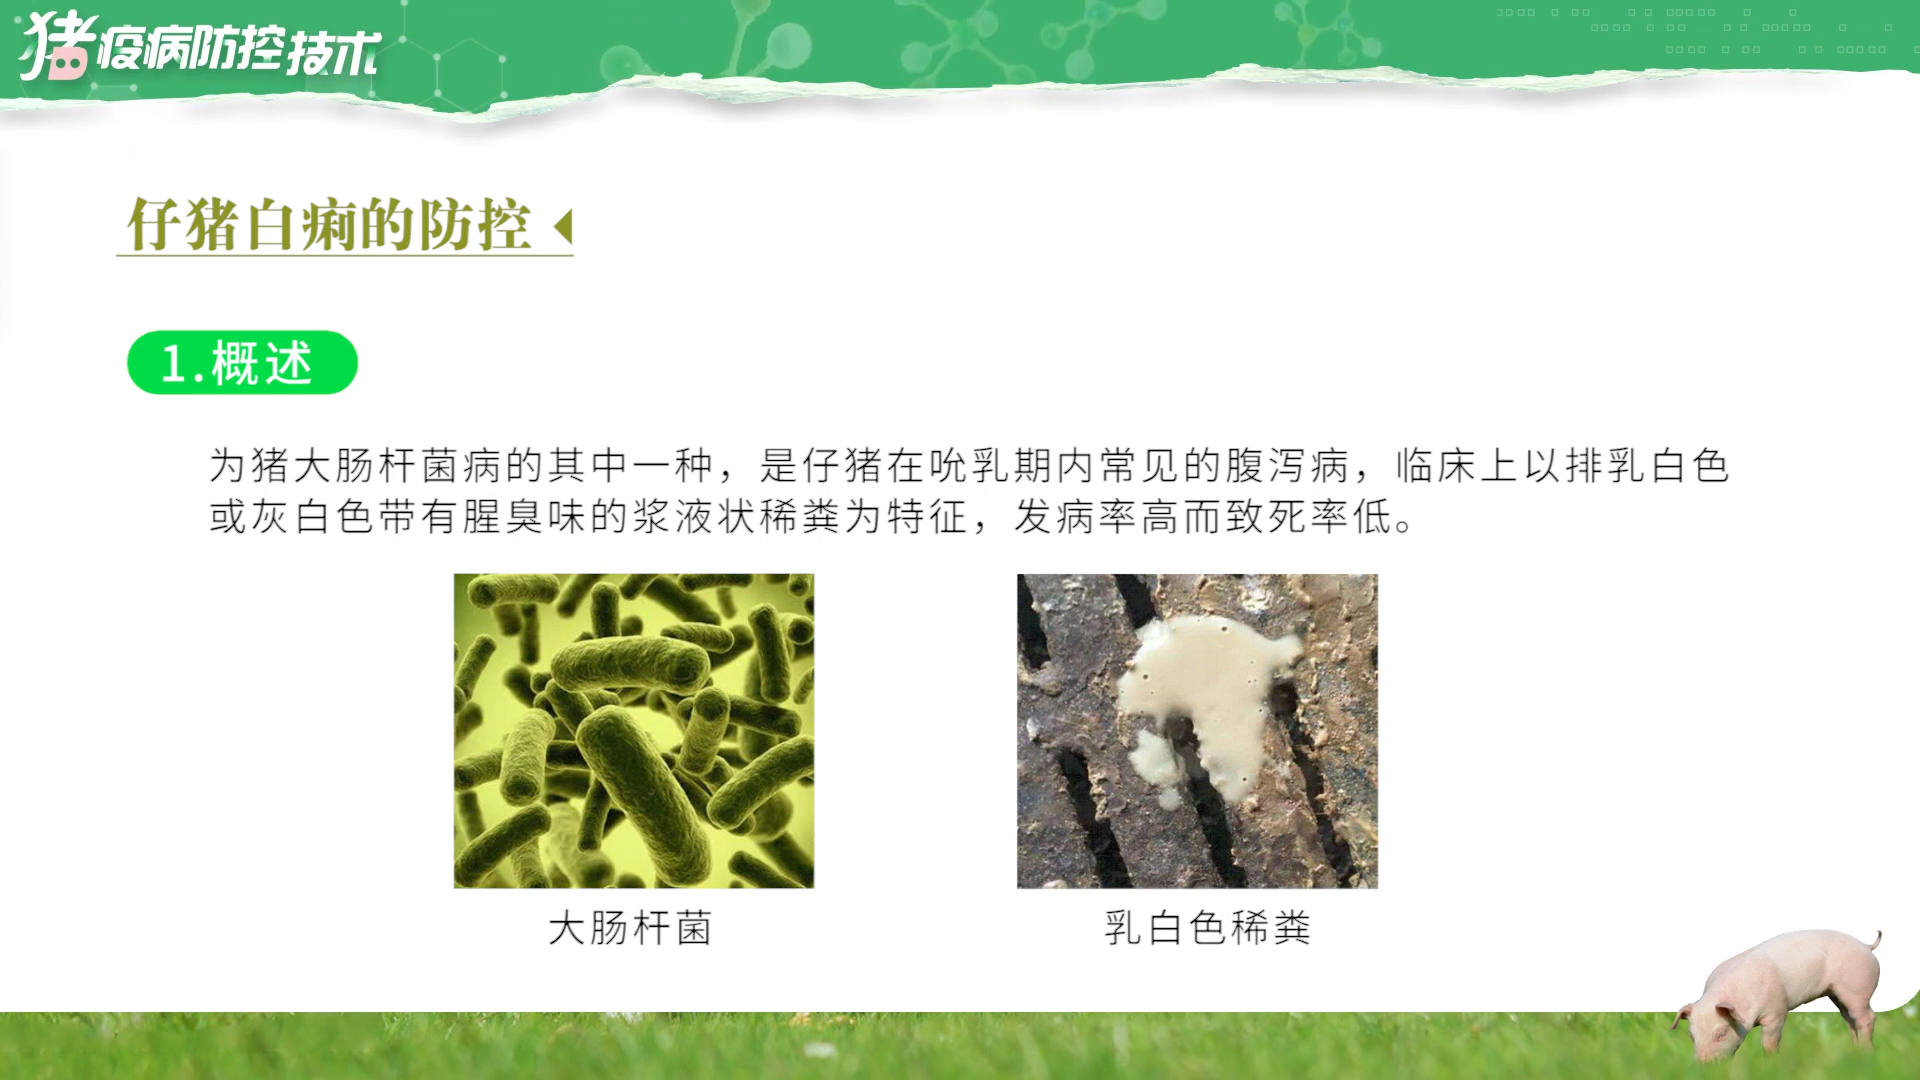 猪疫病防控技术
仔猪白痢的防控
1.概述
为猪大肠杆菌病的其中一种，是仔猪在吮乳期内常见的腹泻病，临床上以排乳白色
或灰白色带有腥臭味的浆液状稀粪为特征，发病率高而致死率低。
大肠杆菌
乳白色稀粪